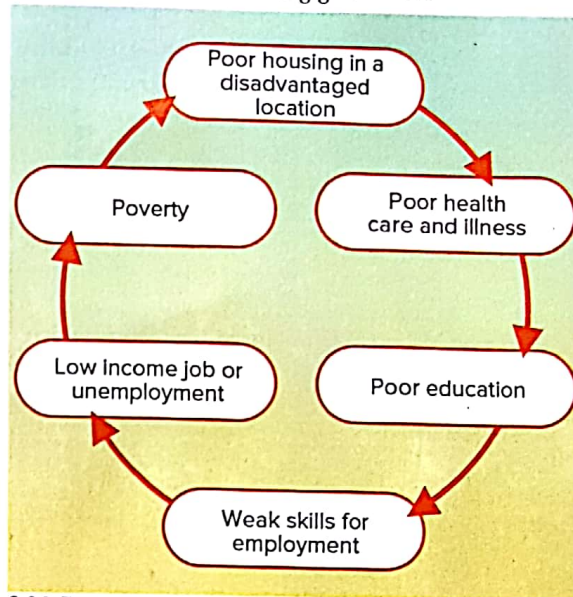 Poor housing in a
disadvantaged
location
Poor health
care and illness
Poor education
Weak skills for
employment
Low income job or
unemployment
Poverty